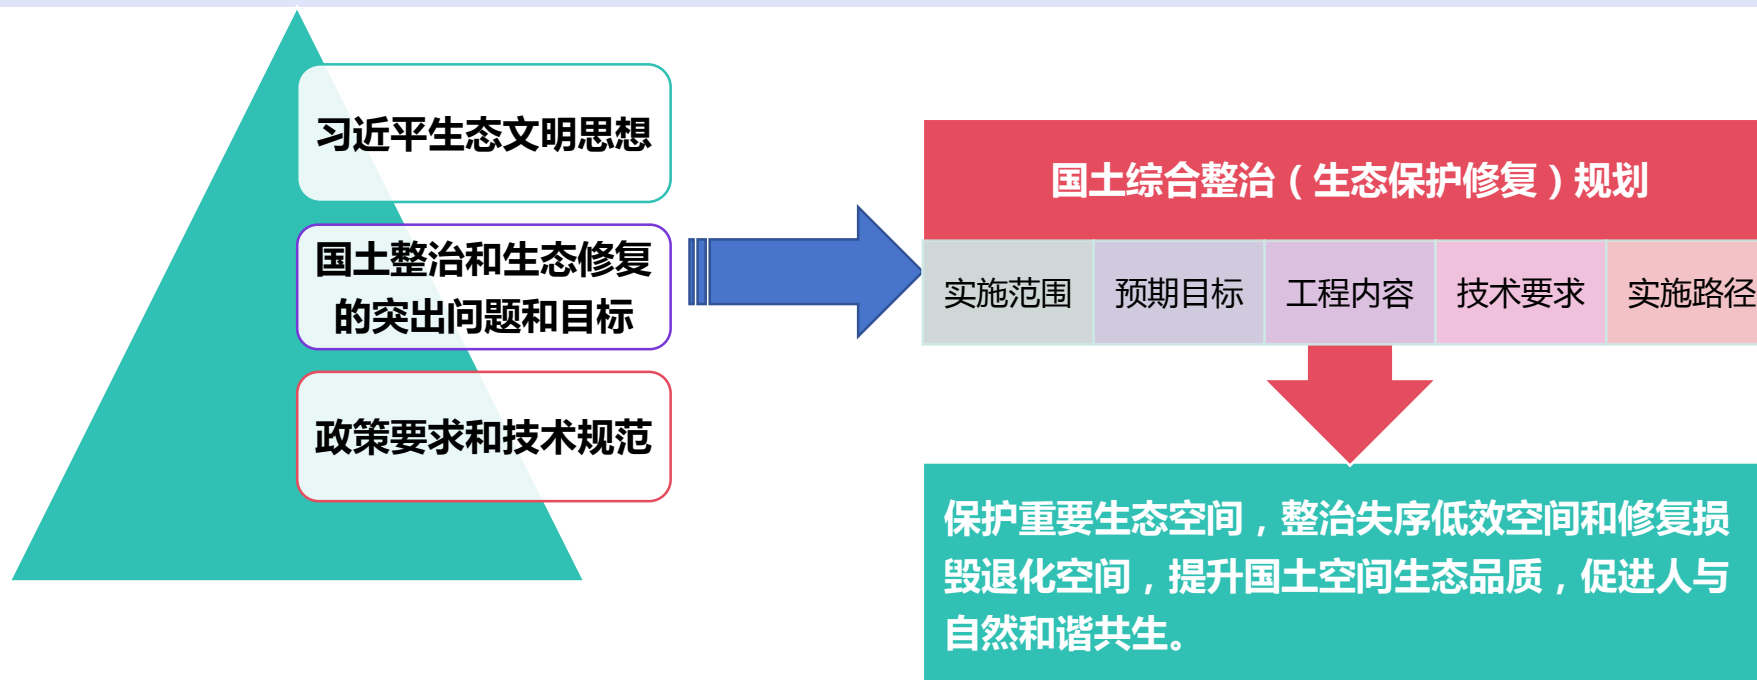 习近平生态文明思想
国土整治和生态修复
的突出问题和目标
政策要求和技术规范
国土综合整治（生态保护修复）规划
实施范围
预期目标
工程内容
技术要求
实施路径
保护重要生态空间，整治失序低效空间和修复损
毁退化空间，提升国土空间生态品质，促进人与
自然和谐共生。